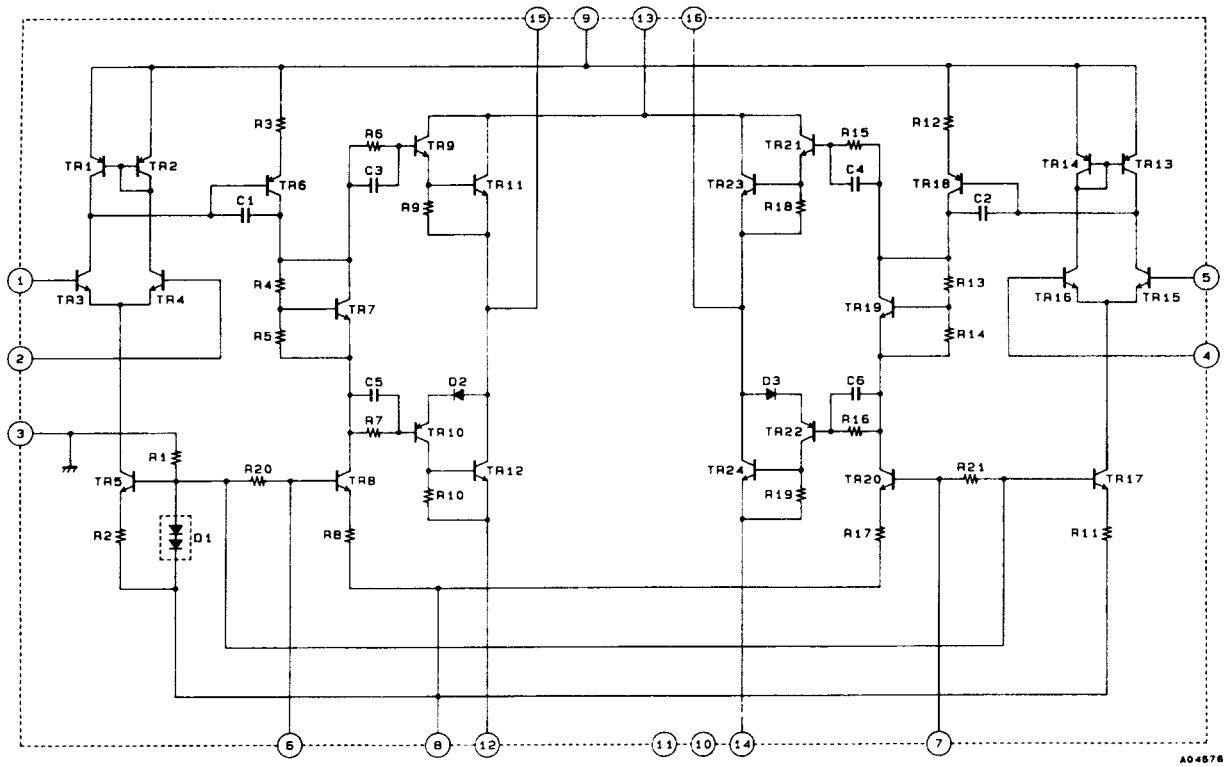 15 9 13 16
R3 R6 R15 R12
TR1 TR2 TR9 TR21 TR14 TR13
TR6 C3 TR11 TR23 C4 TR18
C1 R9 R18 C2
1 TR3 TR4 R4 R13 TR16 TR15 5
TR7 TR19
R5 R14
2 4
C5 D2 D3 C6
3 R7 R16
R1 TR10 TR22
TR5 R20 TR8 TR12 TR24 TR20 R21 TR17
R10 R19
R2 D1 R8 R17 R11
6 8 12 11 10 14 7
A04676